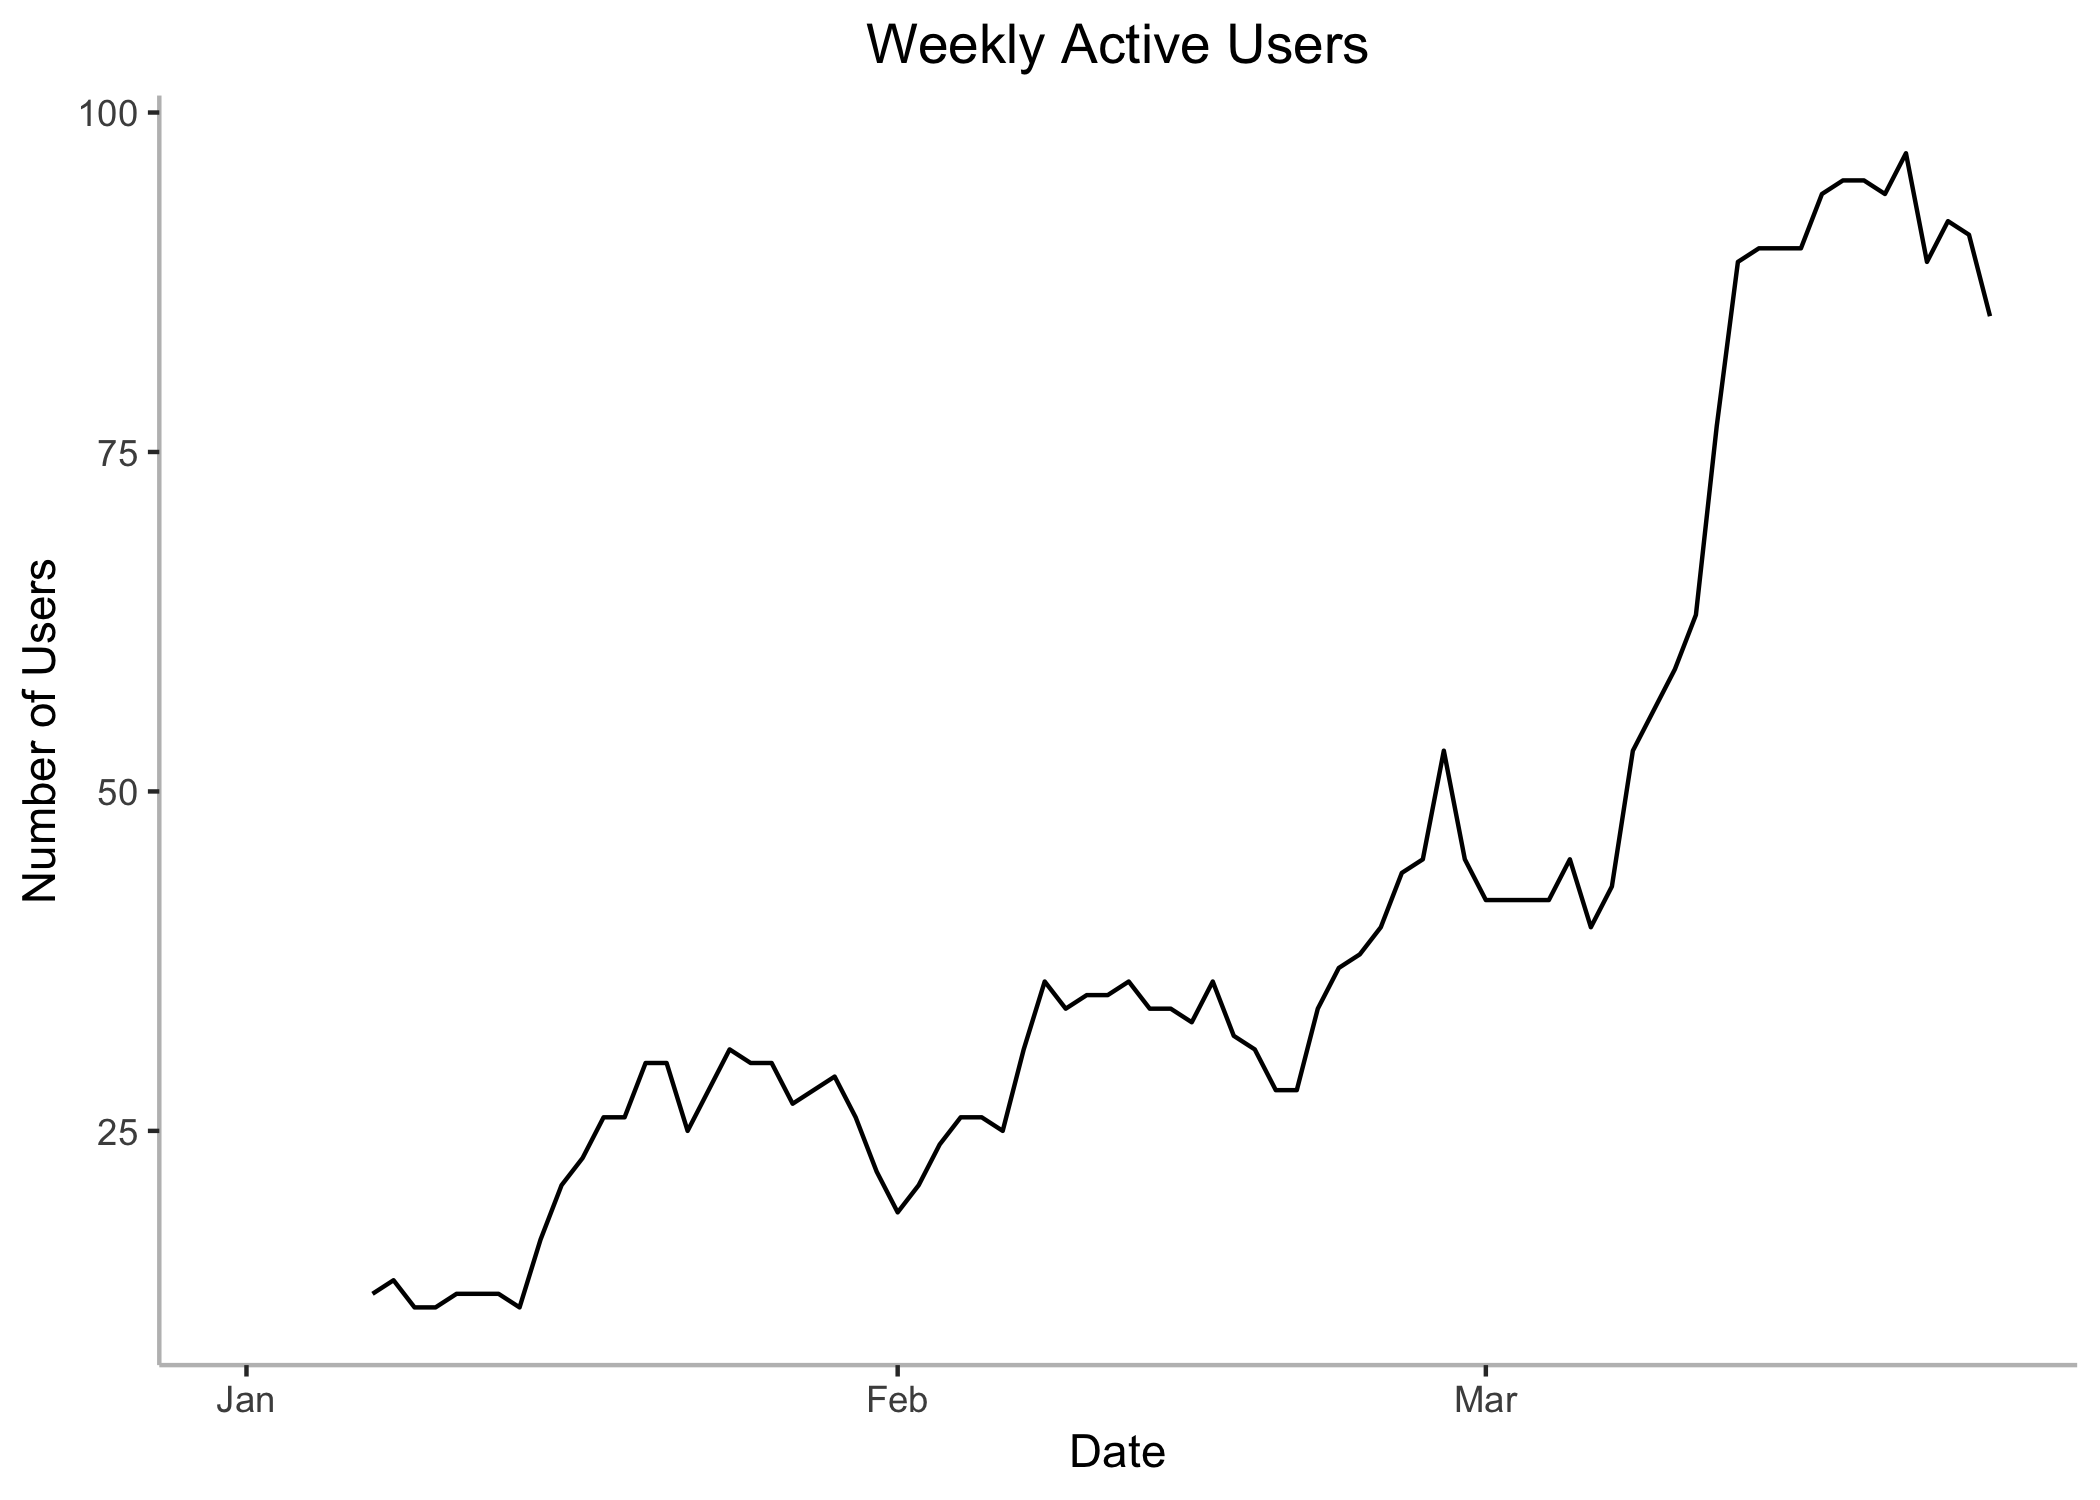 Weekly Active Users
100
75
50
25
Number of Users
Jan
Feb
Mar
Date